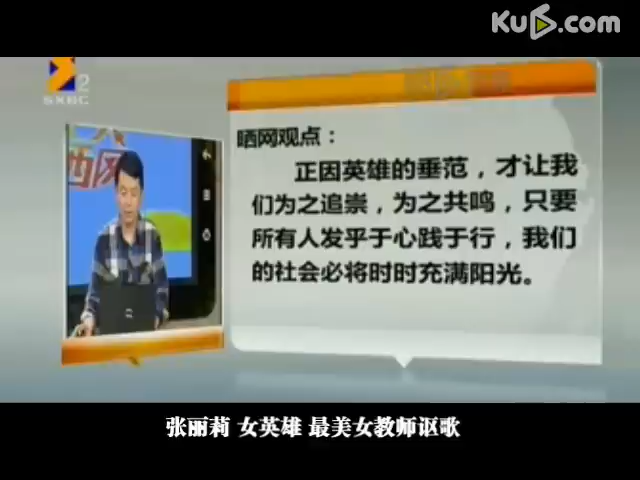 Ku6.com
2
SXBC
西网
晒网观点：
正因英雄的垂范，才让我
们为之追崇，为之共鸣，只要
所有人发乎于心践于行，我们
的社会必将时时充满阳光。
张丽莉 女英雄 最美女教师讴歌